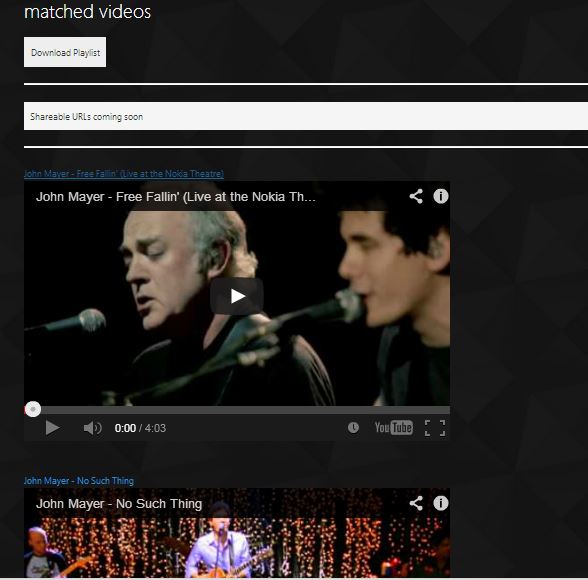 matched videos
Download Playlist
Shareable URLs coming soon
John Mayer - Free Fallin' (Live at the Nokia Theatre)
John Mayer - Free Fallin' (Live at the Nokia Th...
0:00 / 4:03
YouTube
John Mayer - No Such Thing
John Mayer - No Such Thing